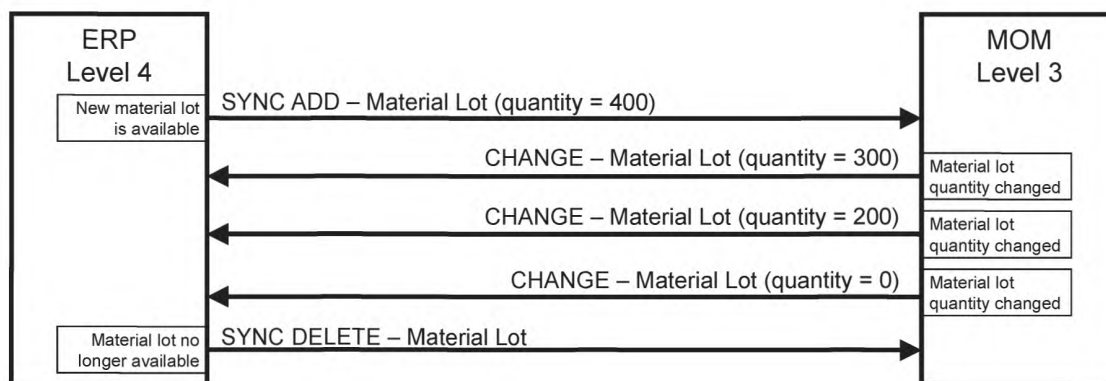 ERP
Level 4
MOM
Level 3
New material lot
is available
SYNC ADD – Material Lot (quantity = 400)
CHANGE – Material Lot (quantity = 300)
Material lot
quantity changed
CHANGE – Material Lot (quantity = 200)
Material lot
quantity changed
CHANGE – Material Lot (quantity = 0)
Material lot
quantity changed
Material lot no
longer available
SYNC DELETE – Material Lot